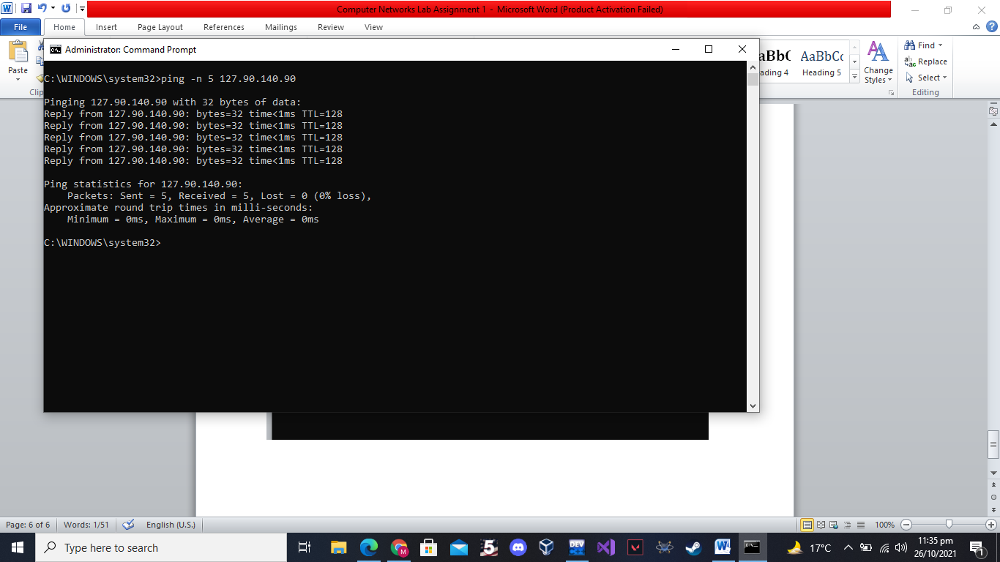 Computer Networks Lab Assignment 1 - Microsoft Word (Product Activation Failed)
File Home Insert Page Layout References Mailings Review View
Paste
Administrator: Command Prompt
C:\WINDOWS\system32>ping -n 5 127.90.140.90
Pinging 127.90.140.90 with 32 bytes of data:
Reply from 127.90.140.90: bytes=32 time<1ms TTL=128
Reply from 127.90.140.90: bytes=32 time<1ms TTL=128
Reply from 127.90.140.90: bytes=32 time<1ms TTL=128
Reply from 127.90.140.90: bytes=32 time<1ms TTL=128
Reply from 127.90.140.90: bytes=32 time<1ms TTL=128
Ping statistics for 127.90.140.90:
Packets: Sent = 5, Received = 5, Lost = 0 (0% loss),
Approximate round trip times in milli-seconds:
Minimum = 0ms, Maximum = 0ms, Average = 0ms
C:\WINDOWS\system32>
aBbC AaBbCc
ading 4 Heading 5
Change
Styles
Find
Replace
Select
Editing
Clip
Page: 6 of 6 Words: 1/51 English (U.S.) 100%
Type here to search
DEV
17°C
11:35 pm
26/10/2021
1